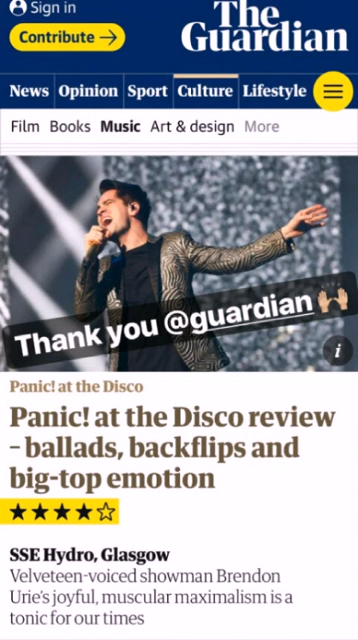 Sign in
Contribute →
The
Guardian
News Opinion Sport Culture Lifestyle
Film Books Music Art & design More
Thank you @guardian 🙌🏼
i
Panic! at the Disco
Panic! at the Disco review
– ballads, backflips and
big-top emotion
★★★★☆
SSE Hydro, Glasgow
Velveteen-voiced showman Brendon
Urie's joyful, muscular maximalism is a
tonic for our times